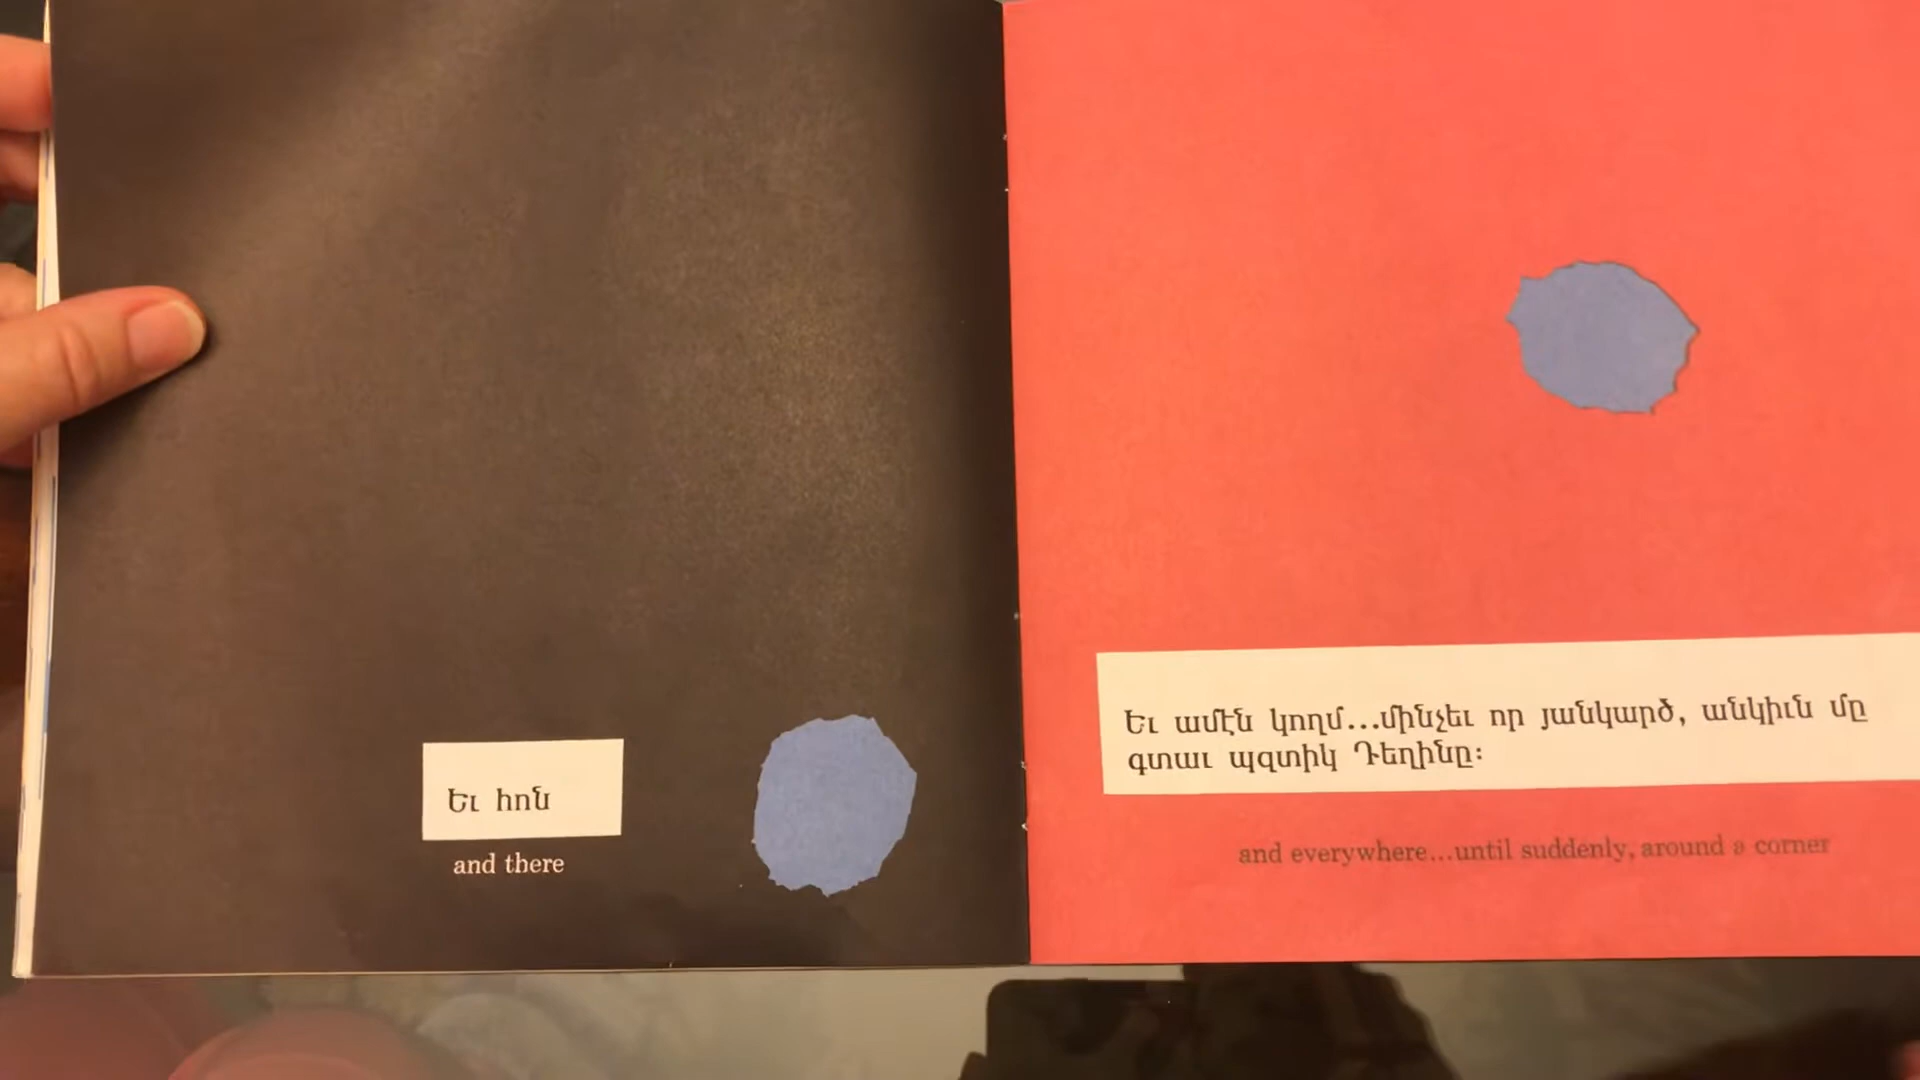 Եւ հոն
and there
Եւ ամէն կողմ...մինչեւ որ յանկարծ, անկիւն մը
գտաւ պզտիկ Դեղինը։
and everywhere...until suddenly, around a corner